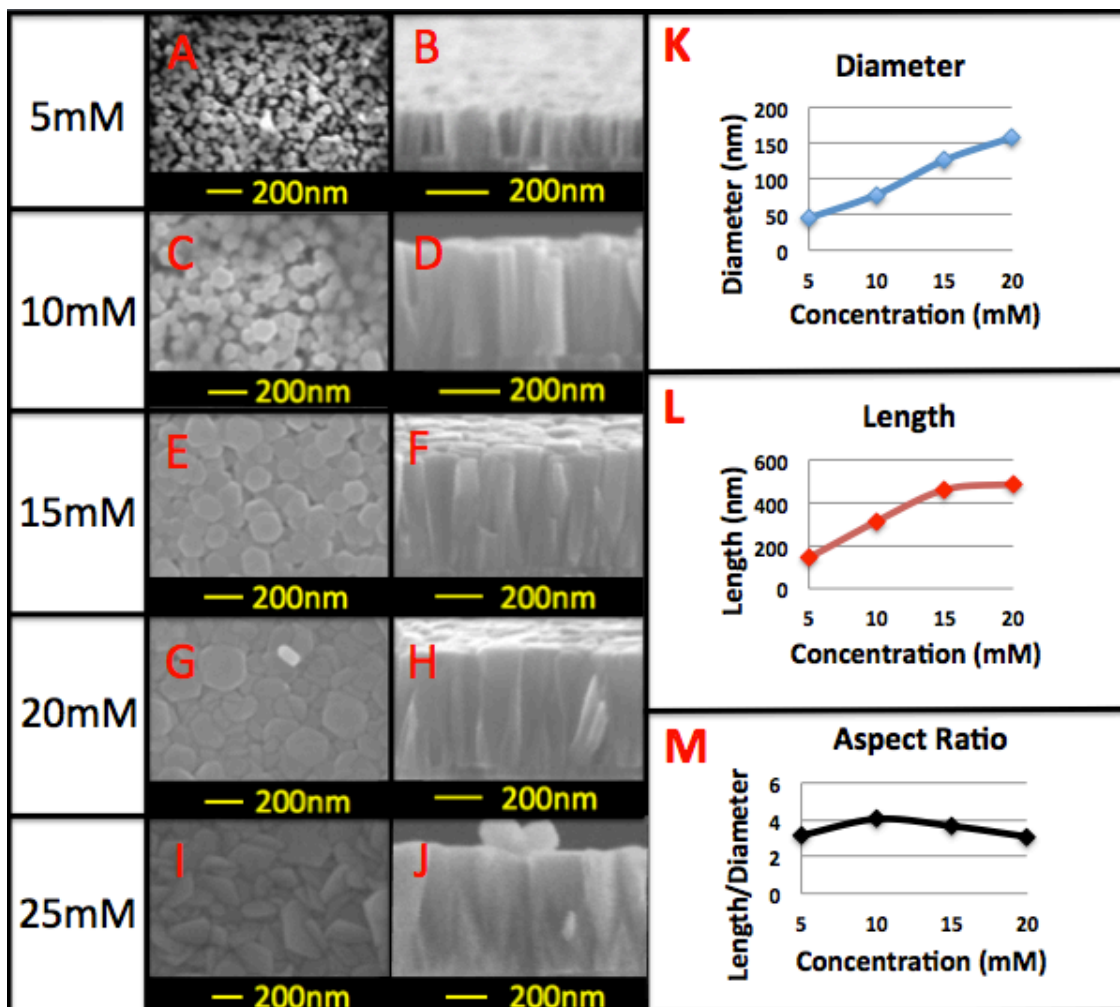 5mM
A
B
200nm
200nm
10mM
C
D
200nm
200nm
15mM
E
F
200nm
200nm
20mM
G
H
200nm
200nm
25mM
I
J
200nm
200nm
K
Diameter
Diameter (nm)
200
150
100
50
0
5 10 15 20
Concentration (mM)
L
Length
Length (nm)
600
400
200
0
5 10 15 20
Concentration (mM)
M
Aspect Ratio
Length/Diameter
6
4
2
0
5 10 15 20
Concentration (mM)